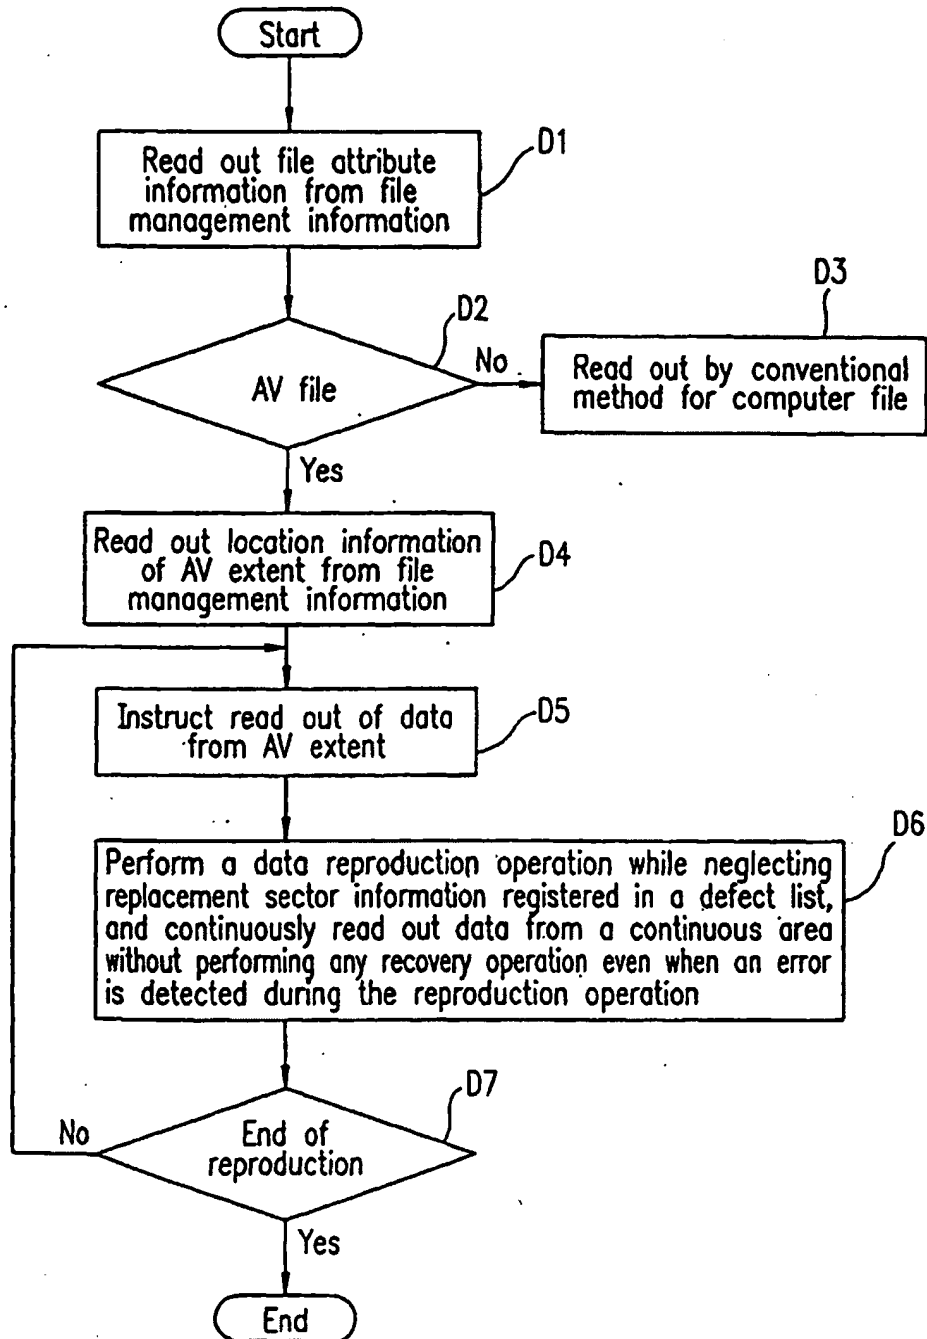 Start
D1
Read out file attribute
information from file
management information
D2
AV file
No
D3
Read out by conventional
method for computer file
Yes
Read out location information
of AV extent from file
management information
D4
Instruct read out of data
from AV extent
D5
D6
Perform a data reproduction operation while neglecting
replacement sector information registered in a defect list,
and continuously read out data from a continuous area
without performing any recovery operation even when an error
is detected during the reproduction operation
D7
End of
reproduction
No
Yes
End